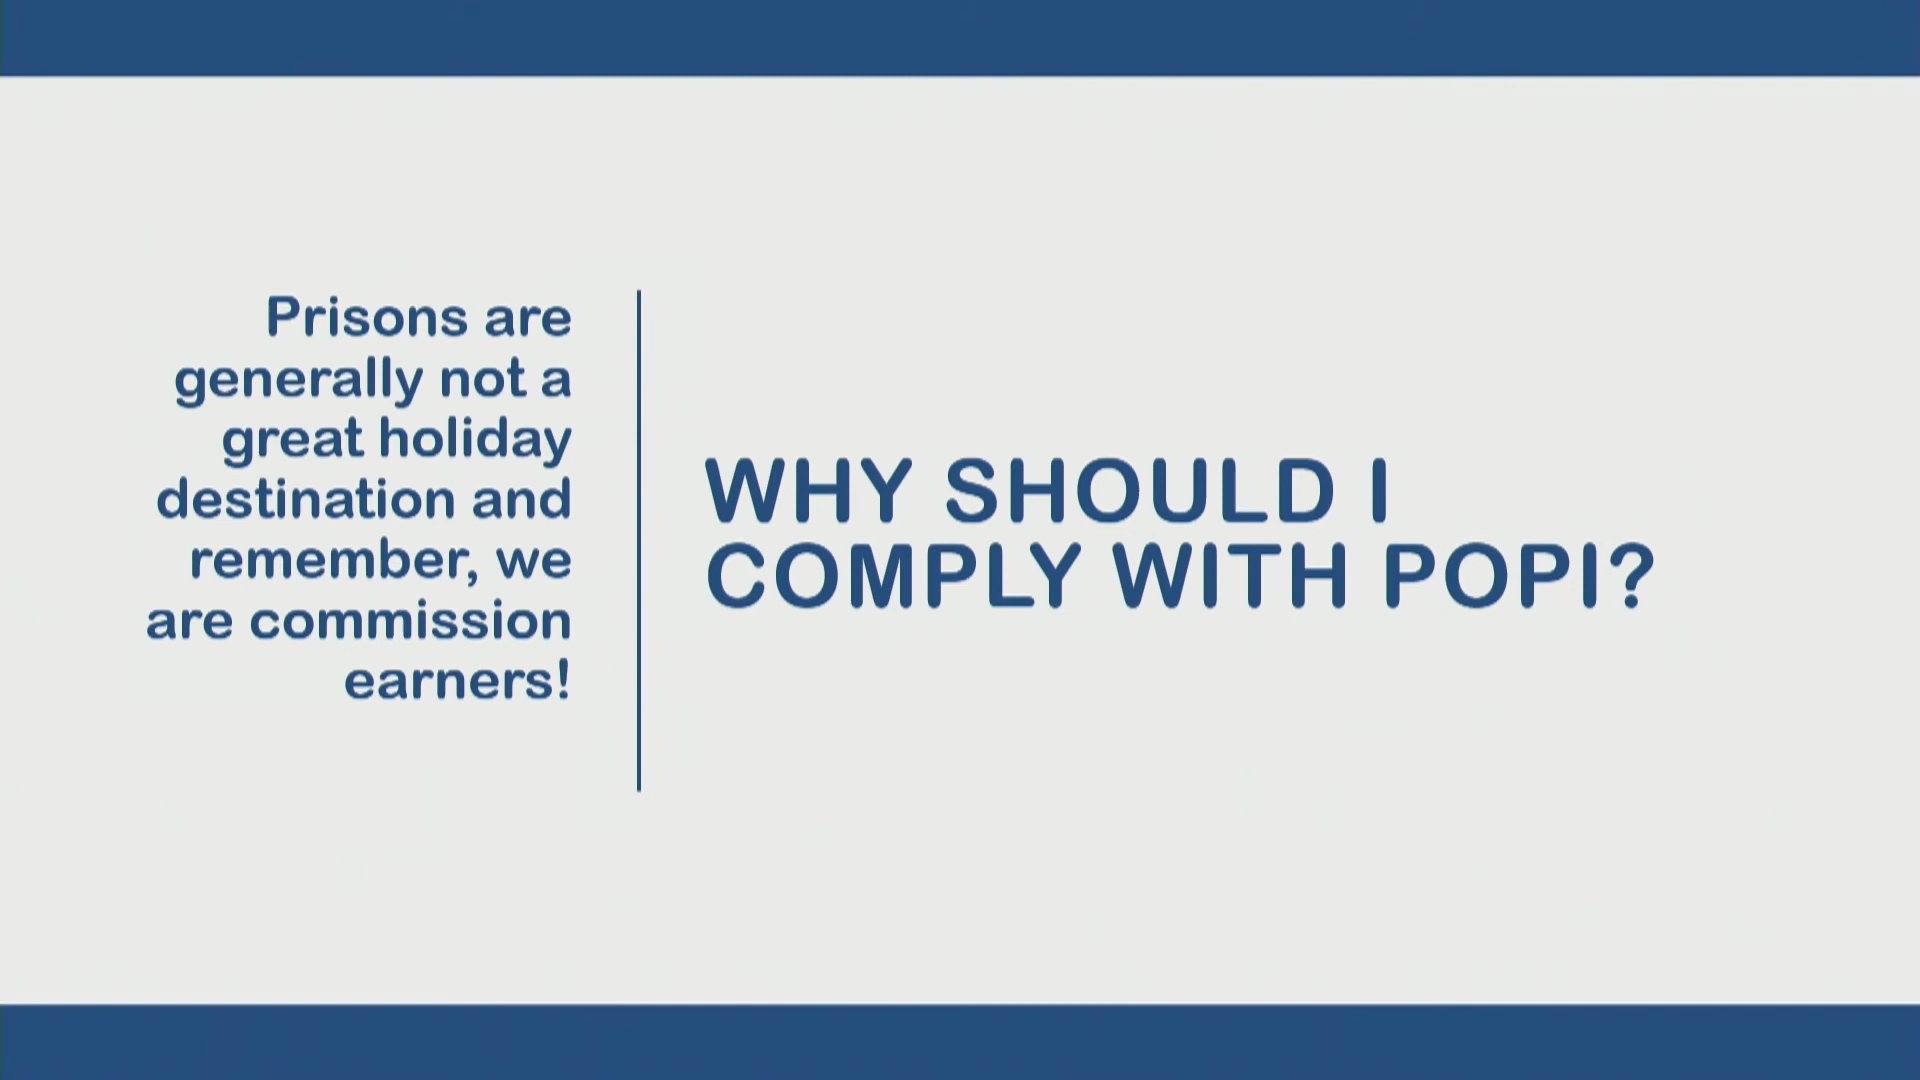 Prisons are
generally not a
great holiday
destination and
remember, we
are commission
earners!
WHY SHOULD I
COMPLY WITH POPI?